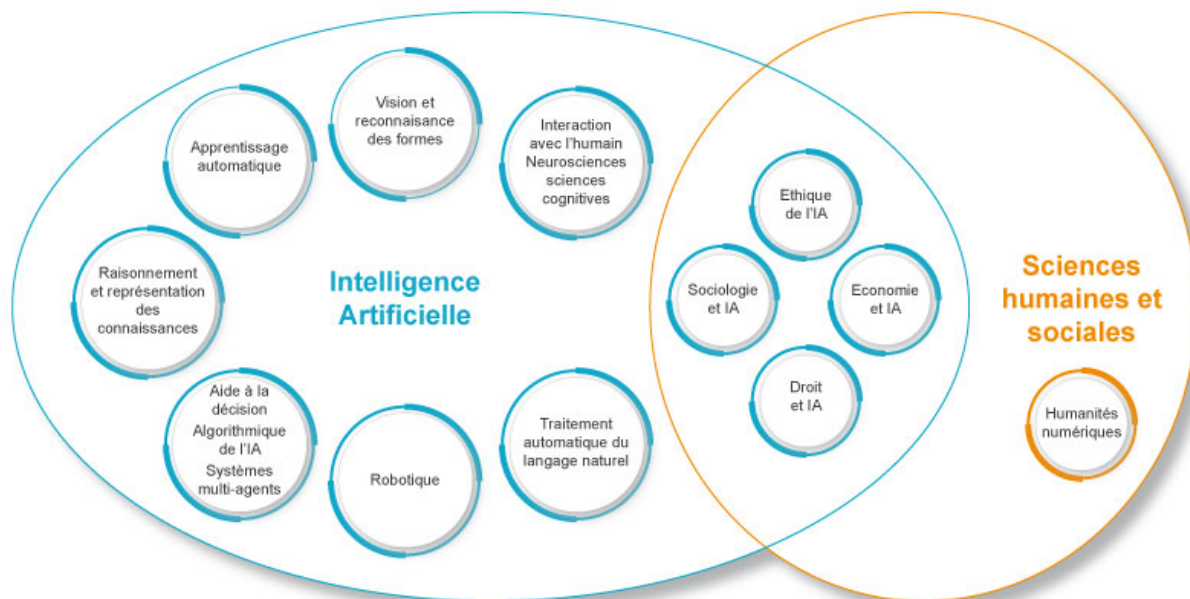 Vision et
reconnaisance
des formes
Apprentissage
automatique
Interaction
avec l'humain
Neurosciences
sciences
cognitives
Raisonnement
et représentation
des
connaissances
Intelligence
Artificielle
Aide à la
décision
Algorithmique
de l'IA
Systèmes
multi-agents
Robotique
Traitement
automatique du
langage naturel
Ethique
de l'IA
Sociologie
et IA
Economie
et IA
Droit
et IA
Sciences
humaines et
sociales
Humanités
numériques